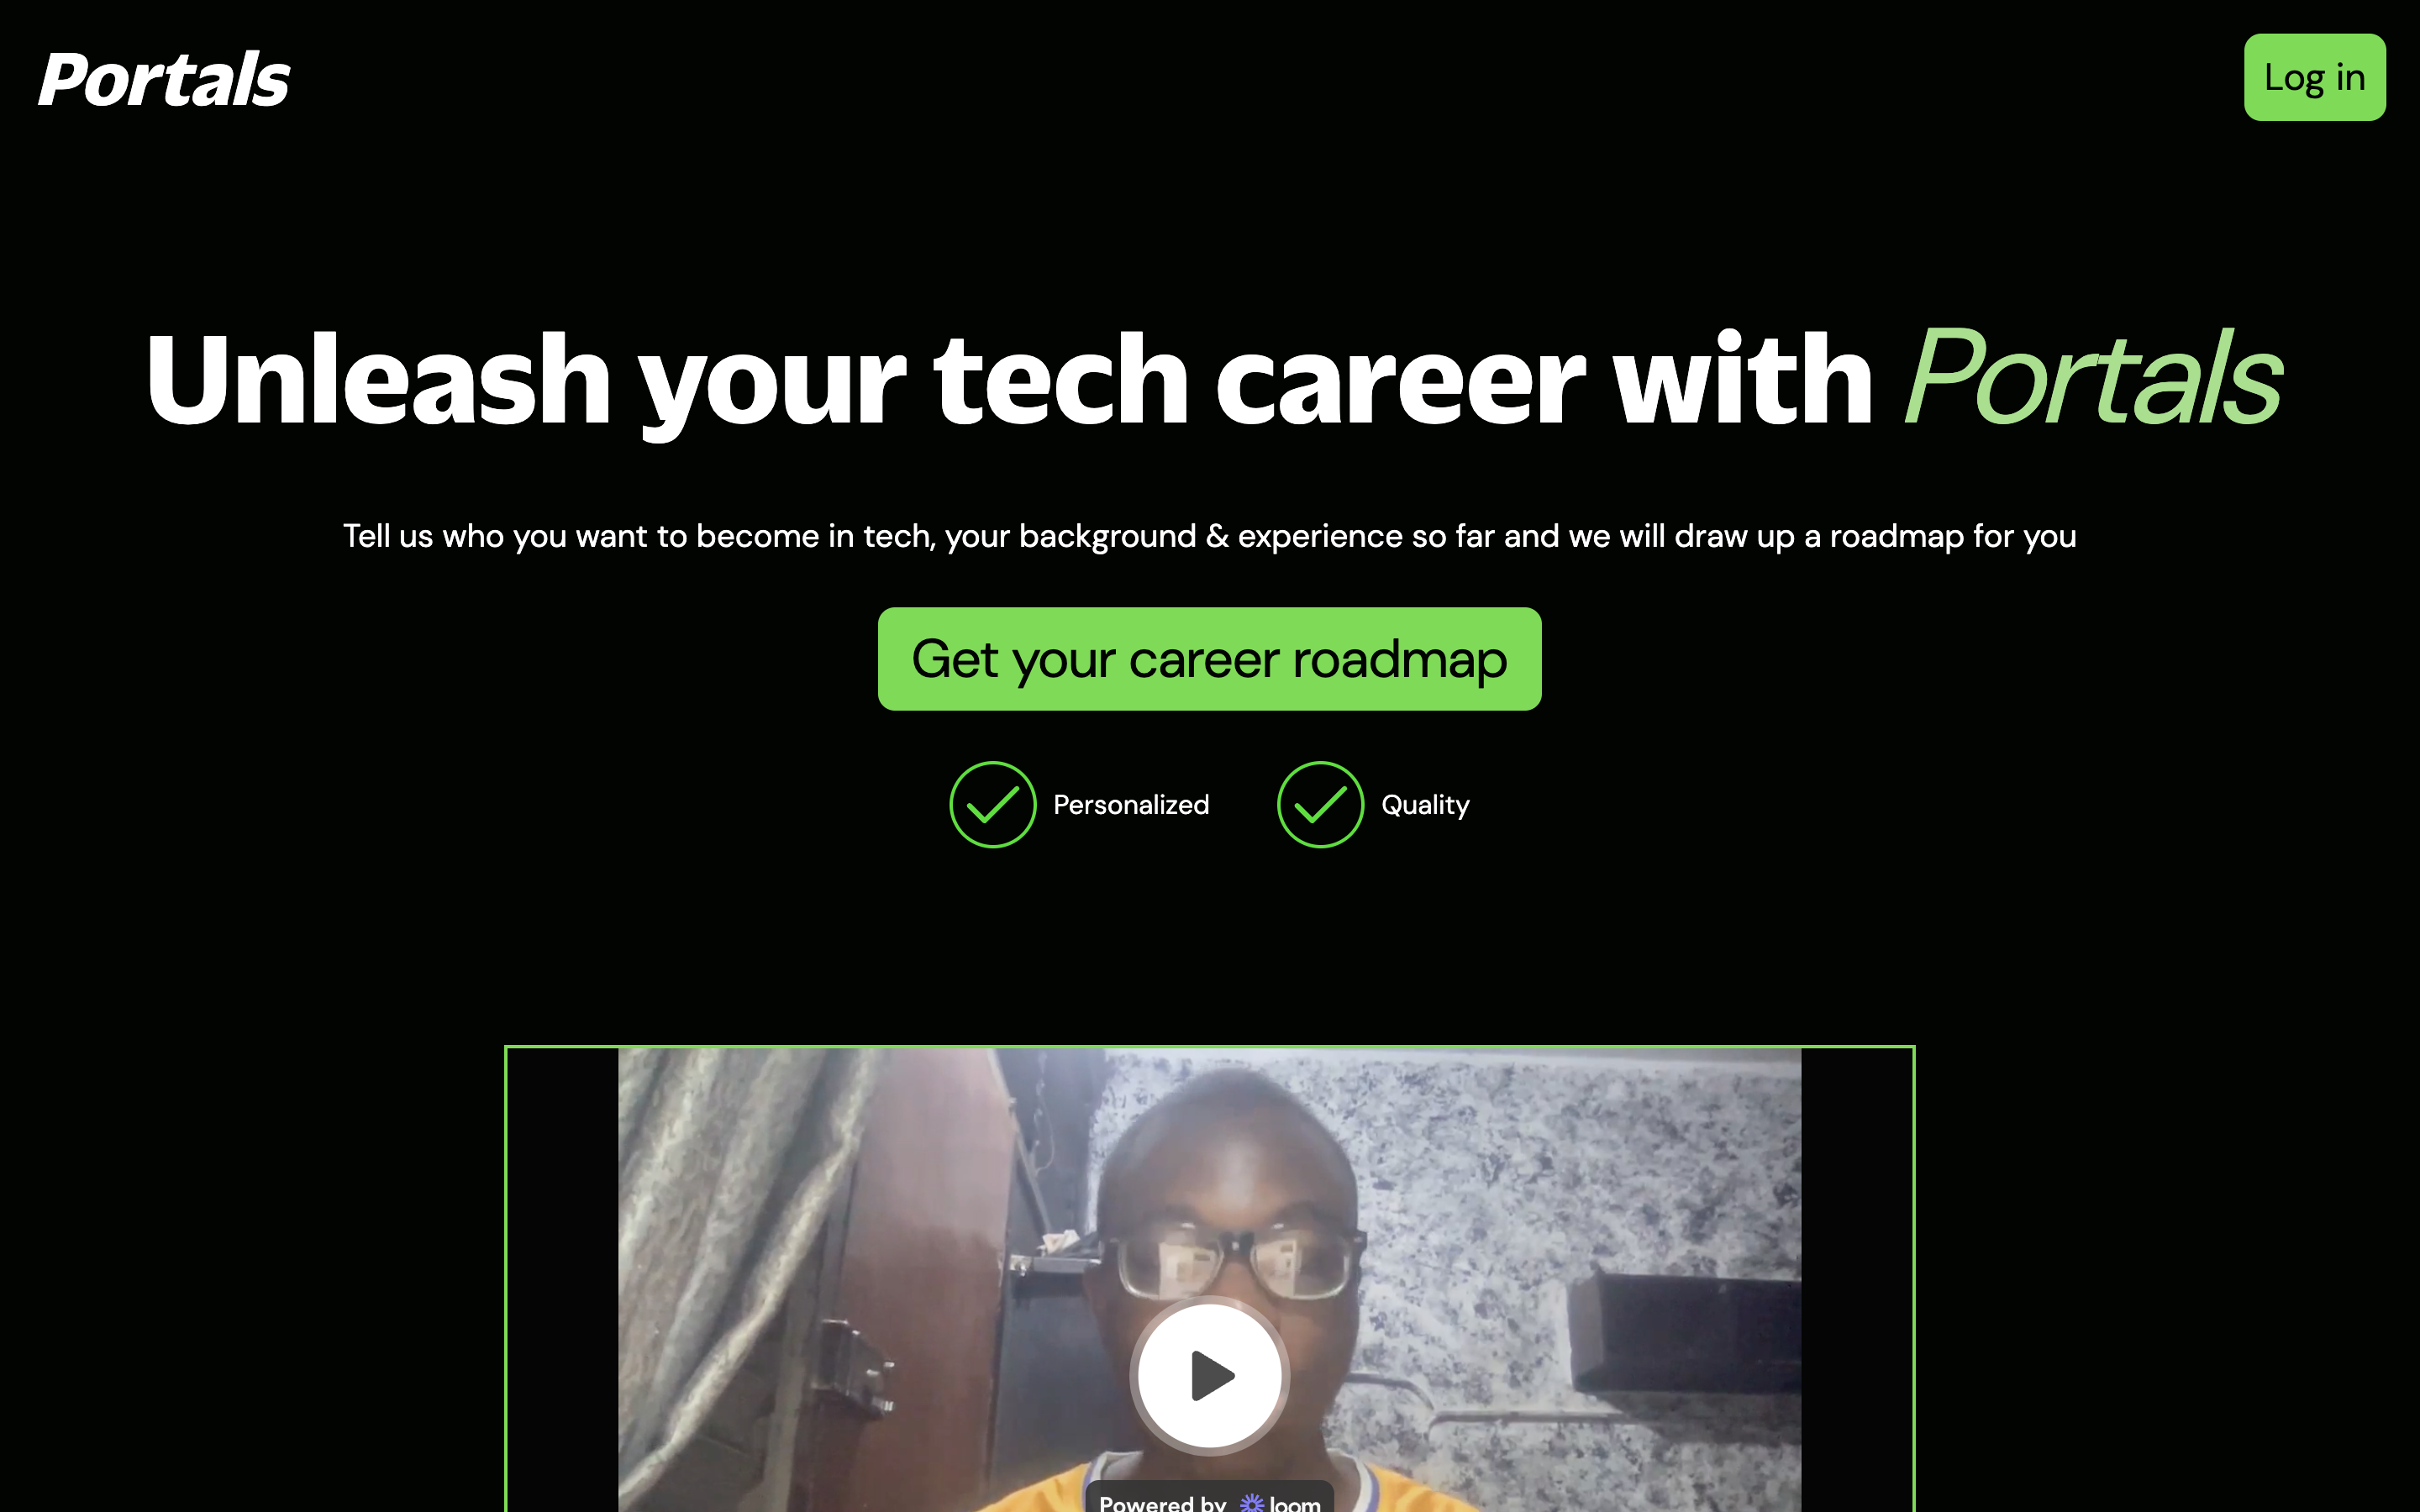 Portals
Log in
Unleash your tech career with Portals
Tell us who you want to become in tech, your background & experience so far and we will draw up a roadmap for you
Get your career roadmap
Personalized
Quality
Powered by loom